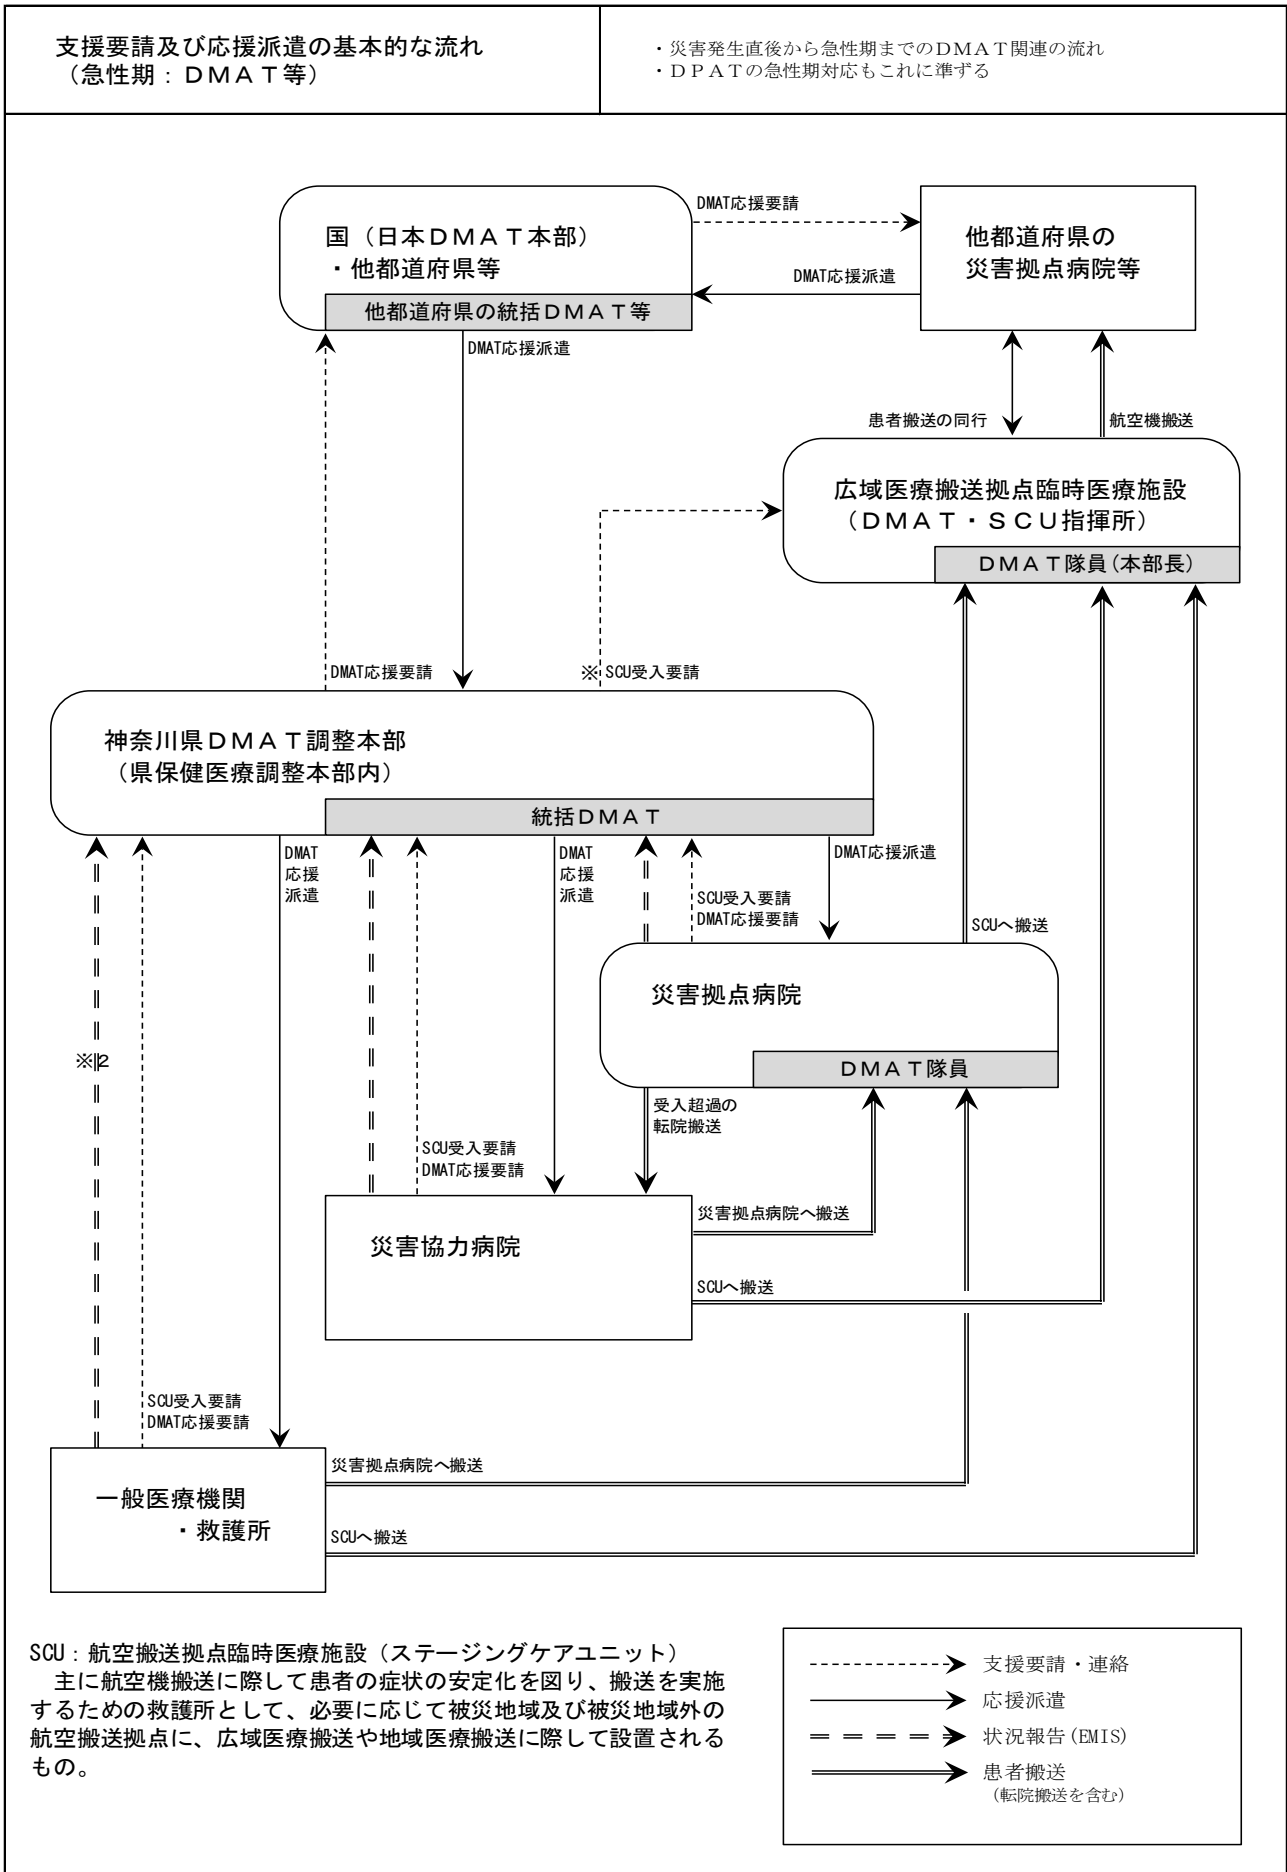 支援要請及び応援派遣の基本的な流れ
（急性期：ＤＭＡＴ等）
・災害発生直後から急性期までのＤＭＡＴ関連の流れ
・ＤＰＡＴの急性期対応もこれに準ずる
国（日本ＤＭＡＴ本部）
・他都道府県等
他都道府県の統括ＤＭＡＴ等
DMAT応援要請
DMAT応援派遣
他都道府県の
災害拠点病院等
DMAT応援派遣
患者搬送の同行
航空機搬送
広域医療搬送拠点臨時医療施設
（ＤＭＡＴ・ＳＣＵ指揮所）
ＤＭＡＴ隊員(本部長)
DMAT応援要請
※ SCU受入要請
神奈川県ＤＭＡＴ調整本部
（県保健医療調整本部内）
統括ＤＭＡＴ
DMAT
応援
派遣
DMAT
応援
派遣
DMAT応援派遣
SCU受入要請
DMAT応援要請
SCUへ搬送
災害拠点病院
ＤＭＡＴ隊員
※2
受入超過の
転院搬送
SCU受入要請
DMAT応援要請
災害協力病院
災害拠点病院へ搬送
SCUへ搬送
SCU受入要請
DMAT応援要請
一般医療機関
・救護所
災害拠点病院へ搬送
SCUへ搬送
SCU：航空搬送拠点臨時医療施設（ステージングケアユニット）
主に航空機搬送に際して患者の症状の安定化を図り、搬送を実施
するための救護所として、必要に応じて被災地域及び被災地域外の
航空搬送拠点に、広域医療搬送や地域医療搬送に際して設置される
もの。
支援要請・連絡
応援派遣
状況報告(EMIS)
患者搬送
（転院搬送を含む）